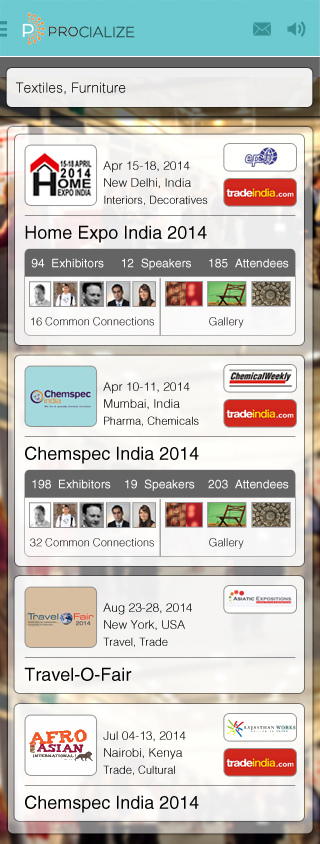 PROCIALIZE
Textiles, Furniture
15-18 APRIL
2014
HOME
EXPO INDIA
Apr 15-18, 2014
New Delhi, India
Interiors, Decoratives
epch
tradeindia.com
Home Expo India 2014
94 Exhibitors 12 Speakers 185 Attendees
16 Common Connections Gallery
Chemspec
India
Apr 10-11, 2014
Mumbai, India
Pharma, Chemicals
ChemicalWeekly
tradeindia.com
Chemspec India 2014
198 Exhibitors 19 Speakers 203 Attendees
32 Common Connections Gallery
Travel Fair
2014
Aug 23-28, 2014
New York, USA
Travel, Trade
ASIATIC EXPOSITIONS
Travel-O-Fair
AFRO
ASIAN
INTERNATIONAL
Jul 04-13, 2014
Nairobi, Kenya
Trade, Cultural
RAJASTHAN WORKS
tradeindia.com
Chemspec India 2014